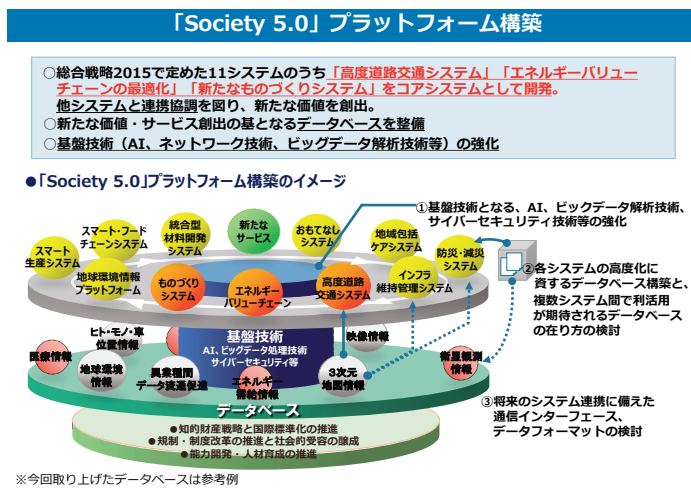 「Society 5.0」プラットフォーム構築
○総合戦略2015で定めた11システムのうち「高度道路交通システム」「エネルギーバリュー
チェーンの最適化」「新たなものづくりシステム」をコアシステムとして開発。
他システムと連携協調を図り、新たな価値を創出。
○新たな価値・サービス創出の基となるデータベースを整備
○基盤技術（AI、ネットワーク技術、ビッグデータ解析技術等）の強化
●「Society 5.0」プラットフォーム構築のイメージ
①基盤技術となる、AI、ビックデータ解析技術、
サイバーセキュリティ技術等の強化
スマート・フード
チェーンシステム
統合型
材料開発
システム
新たな
サービス
おもてなし
システム
地域包括
ケアシステム
スマート
生産システム
防災・減災
システム
地球環境情報
プラットフォーム
ものづくり
システム
エネルギー
バリューチェーン
高度道路
交通システム
インフラ
維持管理システム
②各システムの高度化に
資するデータベース構築と、
複数システム間で利活用
が期待されるデータベース
の在り方の検討
ヒト・モノ・車
位置情報
基盤技術
AI、ビッグデータ処理技術
サイバーセキュリティ等
映像情報
医療情報
地球環境
情報
異業種間
データ流通促進
エネルギー
需給情報
3次元
地図情報
衛星観測
情報
データベース
③将来のシステム連携に備えた
通信インターフェース、
データフォーマットの検討
●知的財産戦略と国際標準化の推進
●規制・制度改革の推進と社会的受容の醸成
●能力開発・人材育成の推進
※今回取り上げたデータベースは参考例